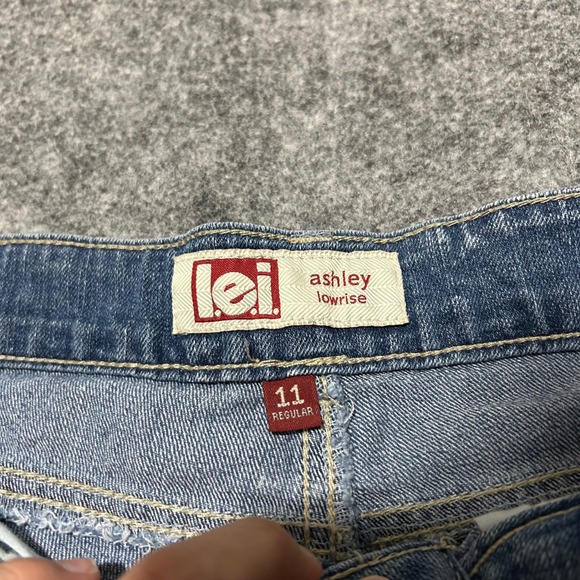 l.e.i.
ashley
lowrise
11
REGULAR